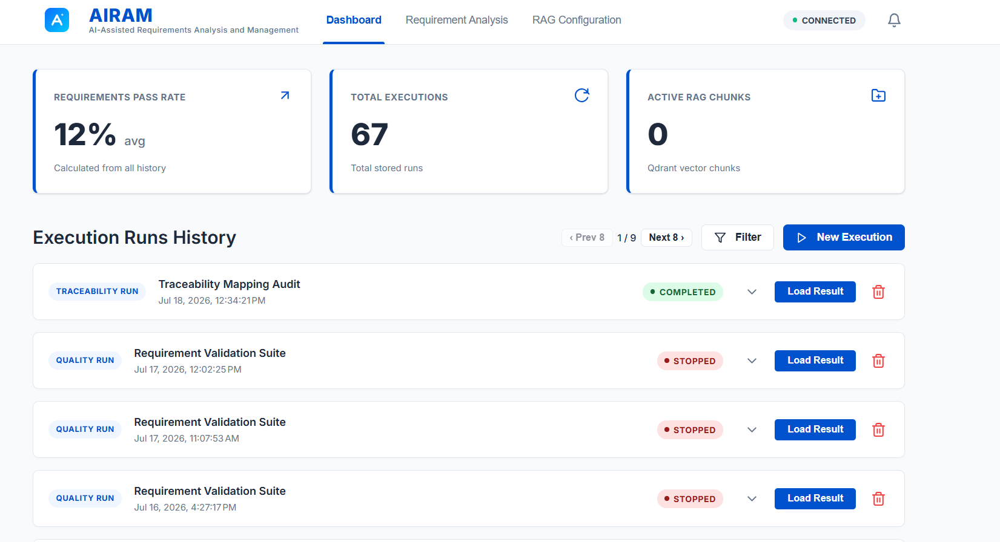 AIRAM
AI-Assisted Requirements Analysis and Management
Dashboard
Requirement Analysis
RAG Configuration
CONNECTED
REQUIREMENTS PASS RATE
12% avg
Calculated from all history
TOTAL EXECUTIONS
67
Total stored runs
ACTIVE RAG CHUNKS
0
Qdrant vector chunks
Execution Runs History
‹ Prev 8
1 / 9
Next 8 ›
Filter
New Execution
TRACEABILITY RUN
Traceability Mapping Audit
Jul 18, 2026, 12:34:21 PM
COMPLETED
Load Result
QUALITY RUN
Requirement Validation Suite
Jul 17, 2026, 12:02:25 PM
STOPPED
Load Result
QUALITY RUN
Requirement Validation Suite
Jul 17, 2026, 11:07:53 AM
STOPPED
Load Result
QUALITY RUN
Requirement Validation Suite
Jul 16, 2026, 4:27:17 PM
STOPPED
Load Result